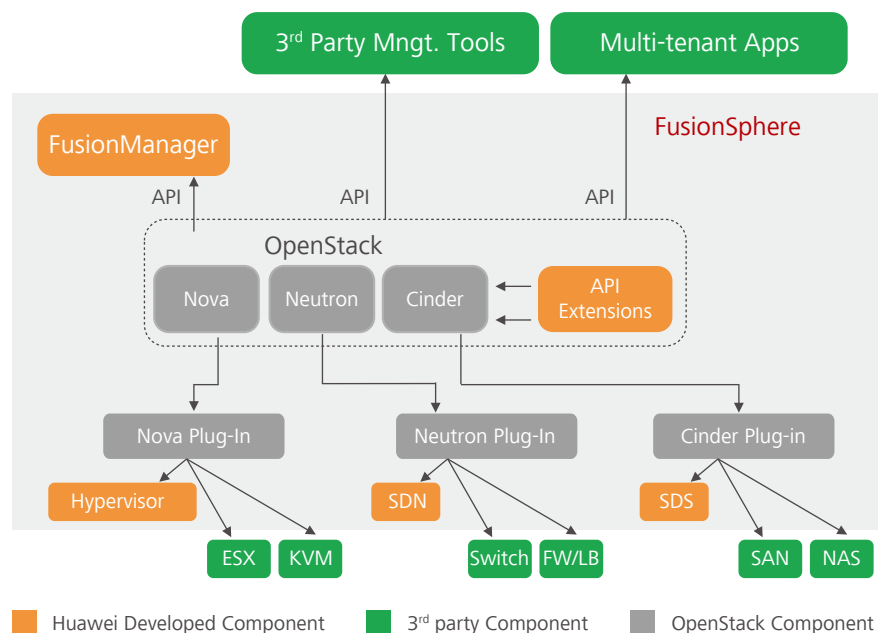 3rd Party Mngt. Tools
Multi-tenant Apps
FusionSphere
FusionManager
API
API
API
OpenStack
Nova
Neutron
Cinder
API
Extensions
Nova Plug-In
Neutron Plug-In
Cinder Plug-in
Hypervisor
SDN
SDS
ESX
KVM
Switch
FW/LB
SAN
NAS
Huawei Developed Component
3rd party Component
OpenStack Component